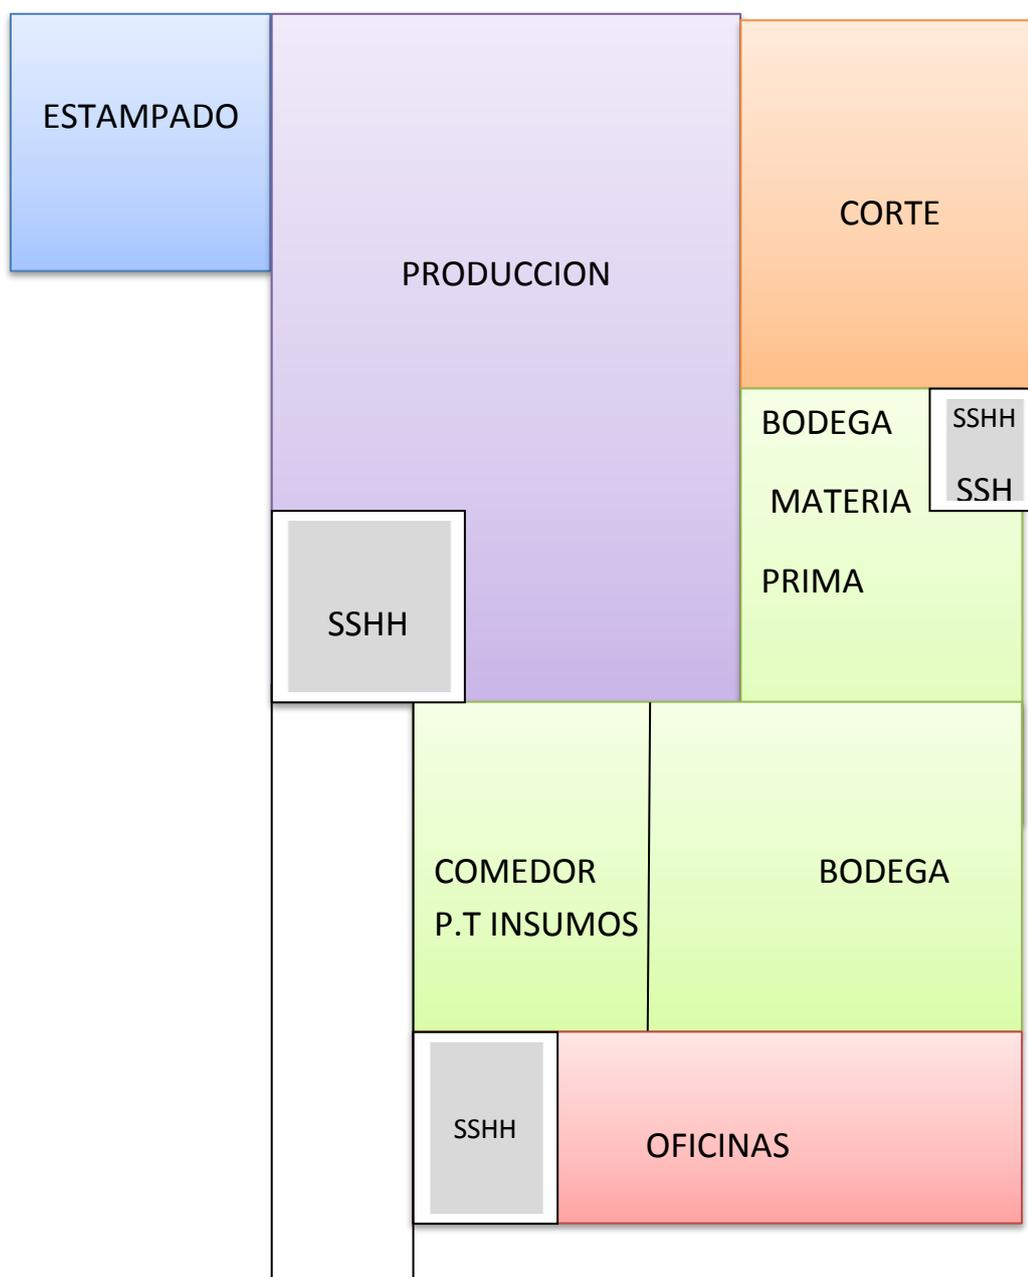 ESTAMPADO
PRODUCCION
CORTE
BODEGA
MATERIA
PRIMA
SSHH
SSH
SSHH
COMEDOR
P.T INSUMOS
BODEGA
SSHH
OFICINAS